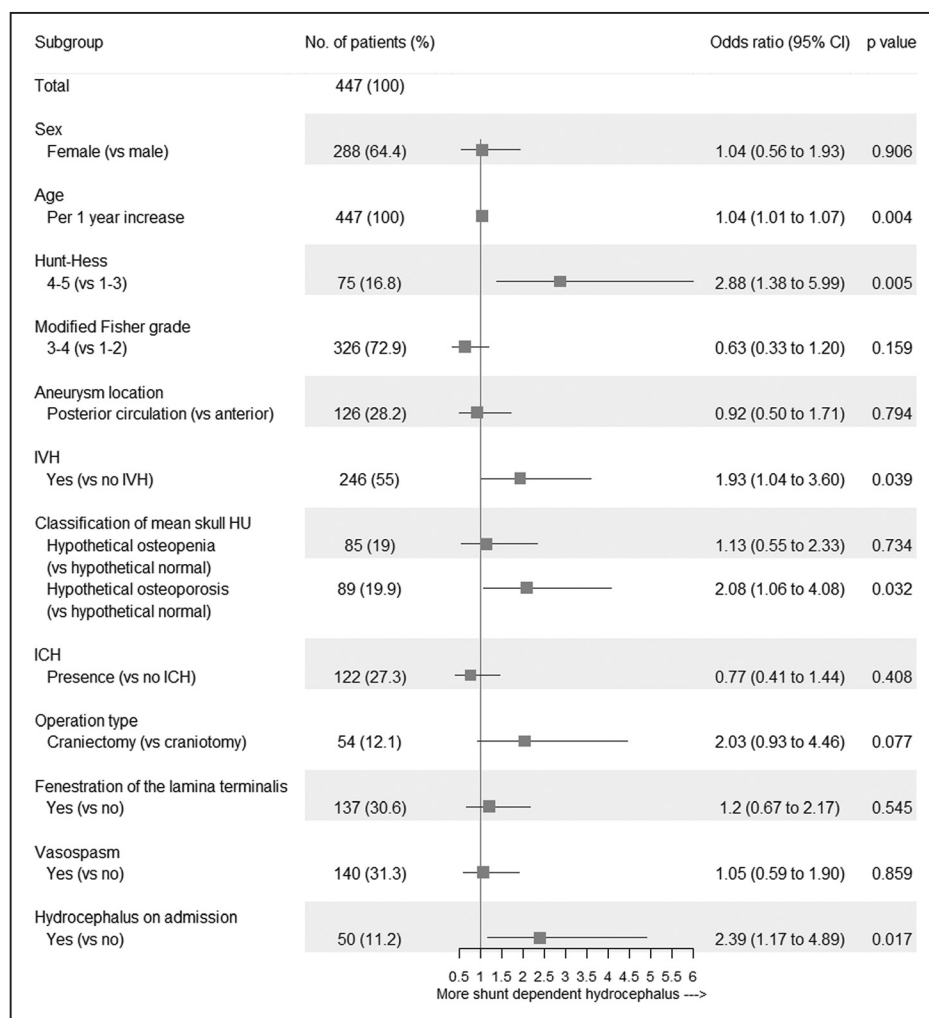 Subgroup No. of patients (%) Odds ratio (95% CI) p value
Total 447 (100)
Sex
Female (vs male) 288 (64.4) 1.04 (0.56 to 1.93) 0.906
Age
Per 1 year increase 447 (100) 1.04 (1.01 to 1.07) 0.004
Hunt-Hess
4-5 (vs 1-3) 75 (16.8) 2.88 (1.38 to 5.99) 0.005
Modified Fisher grade
3-4 (vs 1-2) 326 (72.9) 0.63 (0.33 to 1.20) 0.159
Aneurysm location
Posterior circulation (vs anterior) 126 (28.2) 0.92 (0.50 to 1.71) 0.794
IVH
Yes (vs no IVH) 246 (55) 1.93 (1.04 to 3.60) 0.039
Classification of mean skull HU
Hypothetical osteopenia 85 (19) 1.13 (0.55 to 2.33) 0.734
(vs hypothetical normal)
Hypothetical osteoporosis 89 (19.9) 2.08 (1.06 to 4.08) 0.032
(vs hypothetical normal)
ICH
Presence (vs no ICH) 122 (27.3) 0.77 (0.41 to 1.44) 0.408
Operation type
Craniectomy (vs craniotomy) 54 (12.1) 2.03 (0.93 to 4.46) 0.077
Fenestration of the lamina terminalis
Yes (vs no) 137 (30.6) 1.2 (0.67 to 2.17) 0.545
Vasospasm
Yes (vs no) 140 (31.3) 1.05 (0.59 to 1.90) 0.859
Hydrocephalus on admission
Yes (vs no) 50 (11.2) 2.39 (1.17 to 4.89) 0.017
0.5 1 1.5 2 2.5 3 3.5 4 4.5 5 5.5 6
More shunt dependent hydrocephalus --->